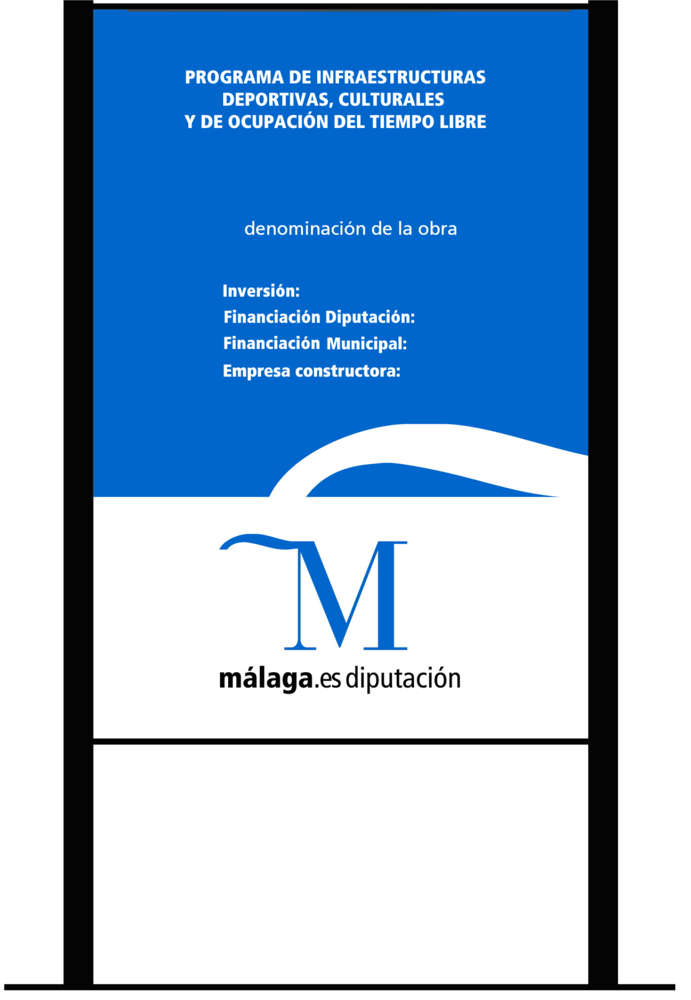 PROGRAMA DE INFRAESTRUCTURAS
DEPORTIVAS, CULTURALES
Y DE OCUPACIÓN DEL TIEMPO LIBRE
denominación de la obra
Inversión:
Financiación Diputación:
Financiación Municipal:
Empresa constructora:
M
málaga.es diputación